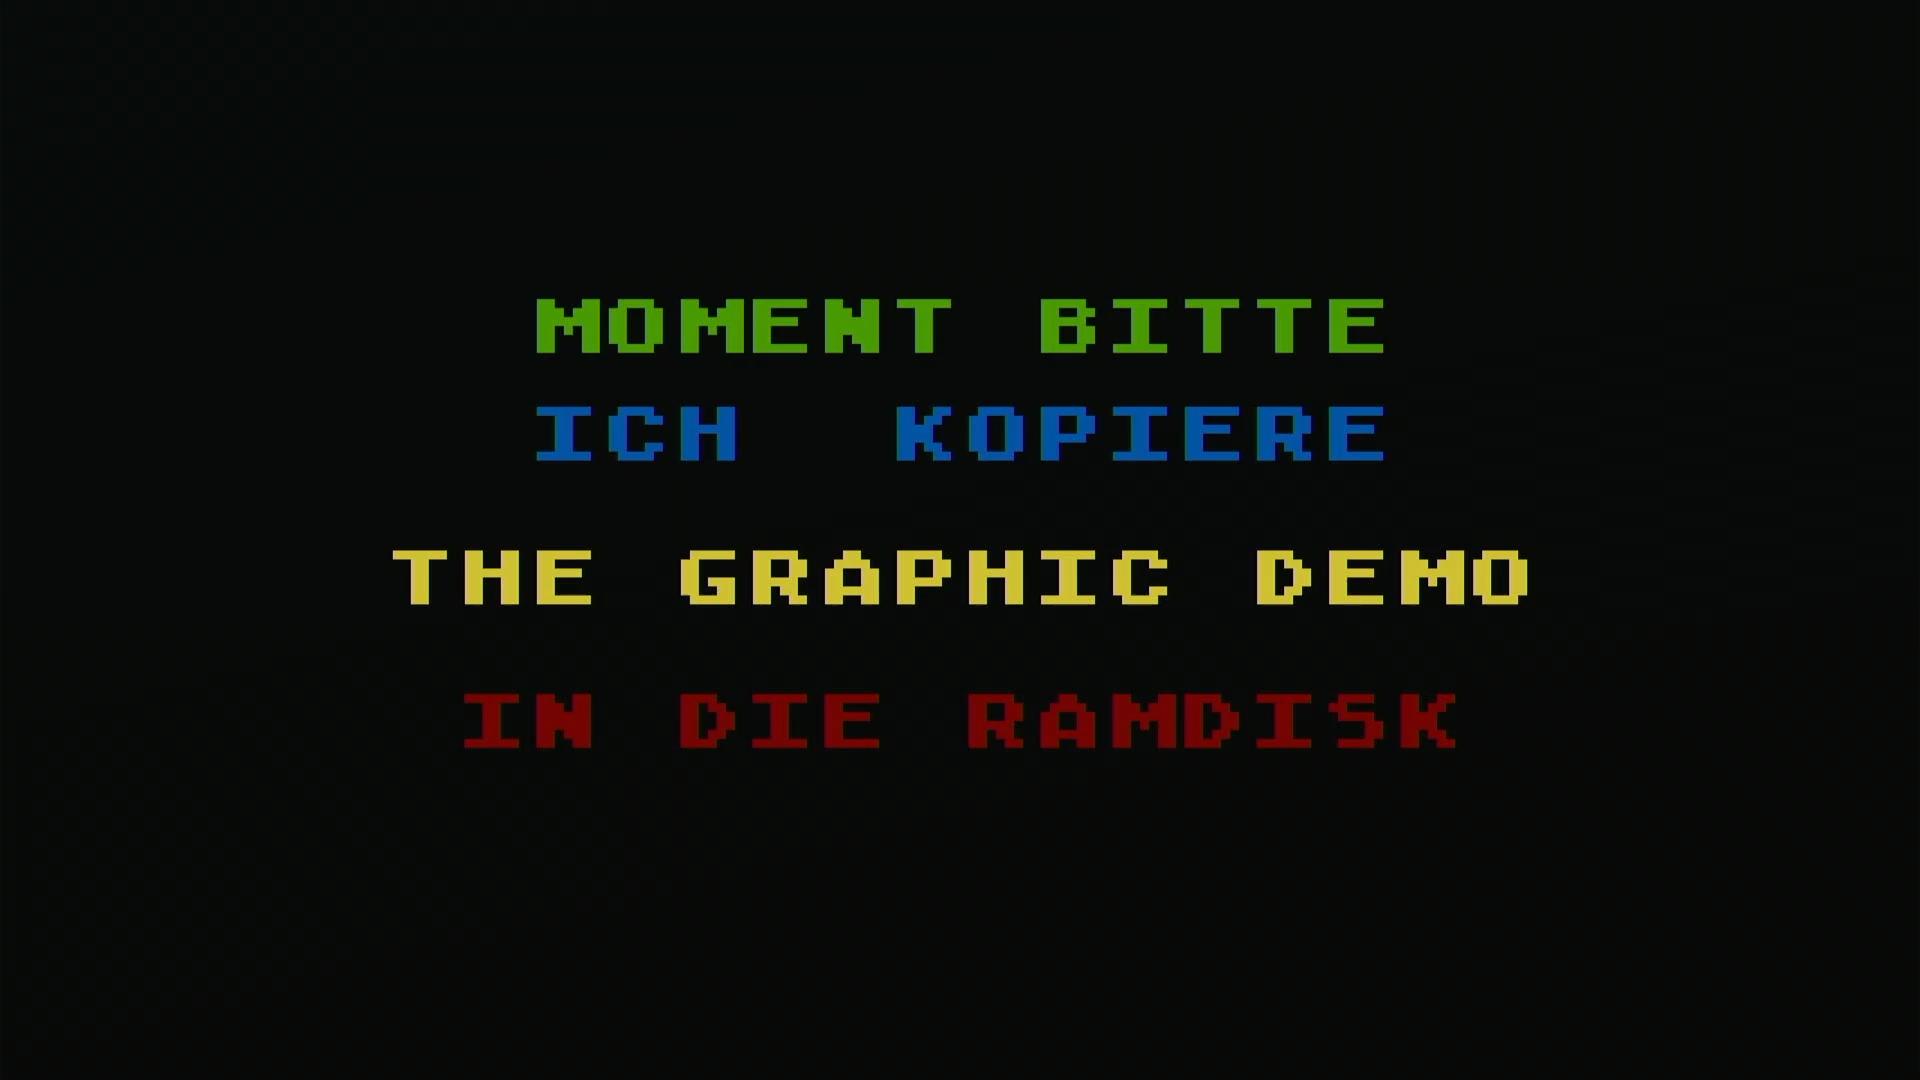 MOMENT BITTE
ICH  KOPIERE
THE GRAPHIC DEMO
IN DIE RAMDISK